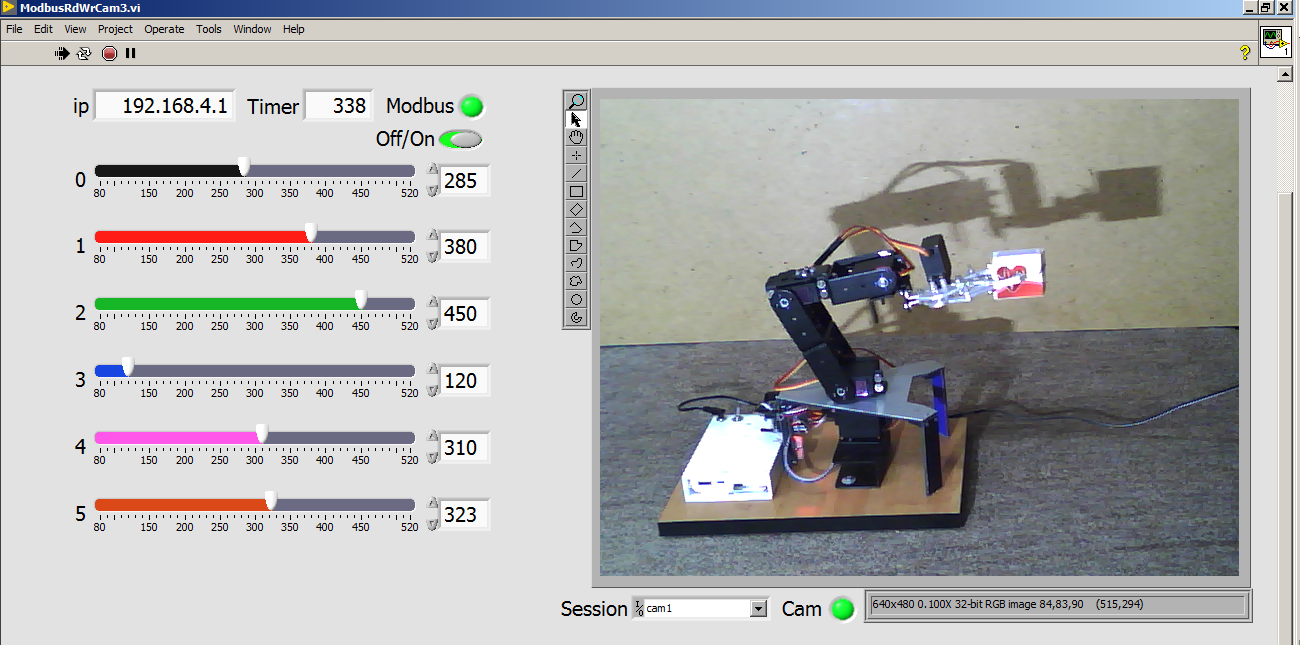 ModbusRdWrCam3.vi
File Edit View Project Operate Tools Window Help
?
1
ip 192.168.4.1 Timer 338 Modbus
Off/On
0 285
80 150 200 250 300 350 400 450 520
1 380
80 150 200 250 300 350 400 450 520
2 450
80 150 200 250 300 350 400 450 520
3 120
80 150 200 250 300 350 400 450 520
4 310
80 150 200 250 300 350 400 450 520
5 323
80 150 200 250 300 350 400 450 520
Session I/O cam1 Cam 640x480 0.100X 32-bit RGB image 84,83,90 (515,294)